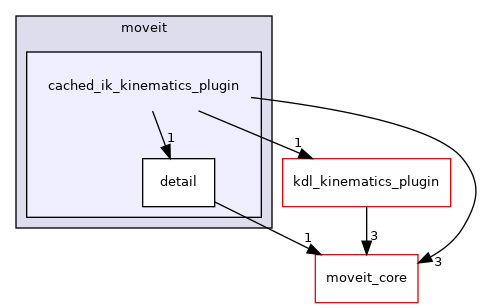 moveit
cached_ik_kinematics_plugin
1
1
detail
kdl_kinematics_plugin
1
3
3
moveit_core